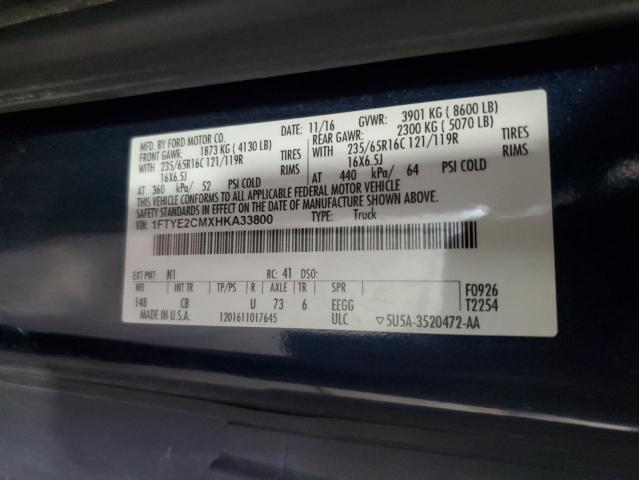 MFD. BY FORD MOTOR CO.
DATE: 11/16 GVWR: 3901 KG ( 8600 LB)
FRONT GAWR: 1873 KG ( 4130 LB) REAR GAWR: 2300 KG ( 5070 LB)
WITH 235/65R16C 121/119R TIRES WITH 235/65R16C 121/119R TIRES
16X6.5J 16X6.5J
AT 360 kPa/ 52 PSI COLD AT 440 kPa/ 64 PSI COLD
THIS VEHICLE CONFORMS TO ALL APPLICABLE FEDERAL MOTOR VEHICLE
SAFETY STANDARDS IN EFFECT ON THE DATE OF MANUFACTURE SHOWN ABOVE.
VIN: 1FTYE2CMXHKA33800 TYPE: Truck
EXT PNT: N1 RC: 41 DSO:
WB INT TR TP/PS R AXLE TR SPR F0926
148 CB U 73 6 EEGG T2254
MADE IN U.S.A. 1201611017645 ULC ▽5U5A-3520472-AA